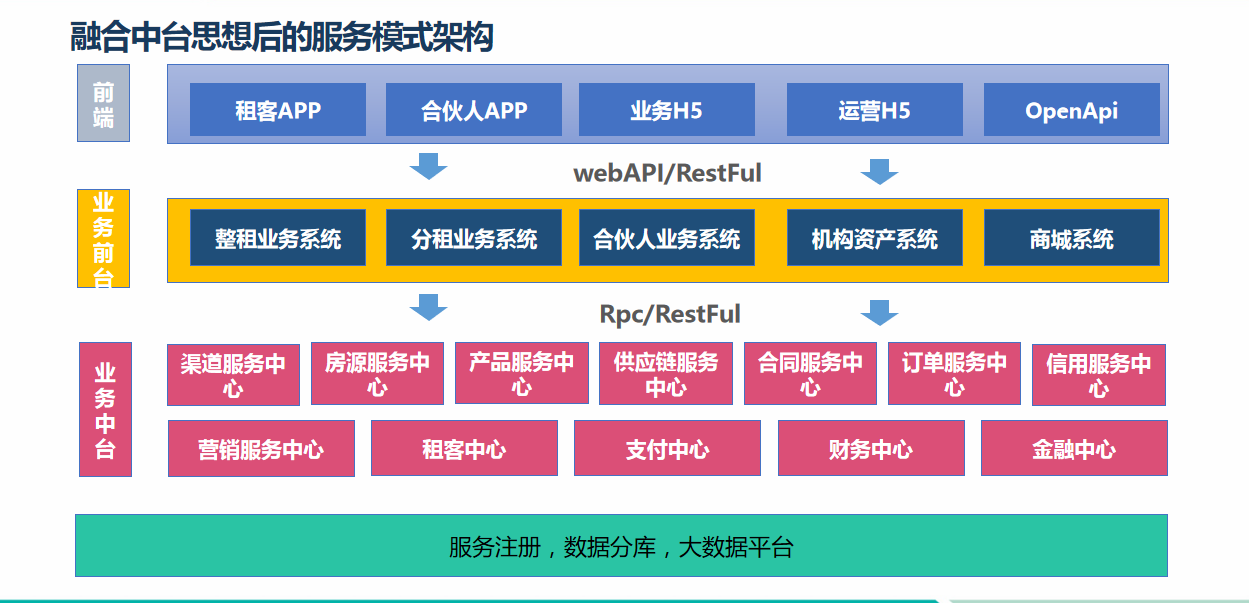 融合中台思想后的服务模式架构
前
端
租客APP
合伙人APP
业务H5
运营H5
OpenApi
webAPI/RestFul
业
务
前
台
整租业务系统
分租业务系统
合伙人业务系统
机构资产系统
商城系统
Rpc/RestFul
业
务
中
台
渠道服务中
心
房源服务中
心
产品服务中
心
供应链服务
中心
合同服务中
心
订单服务中
心
信用服务中
心
营销服务中心
租客中心
支付中心
财务中心
金融中心
服务注册，数据分库，大数据平台